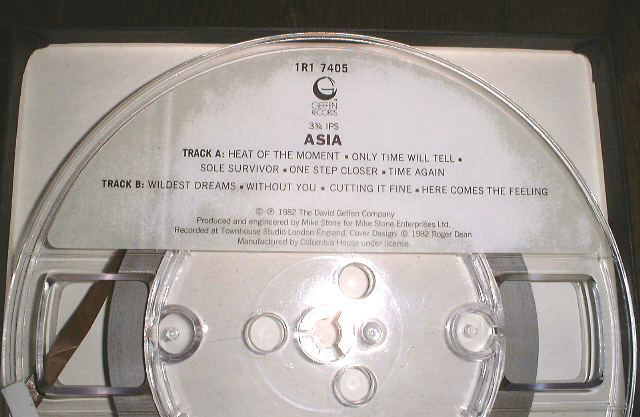 1R1 7405
GEFFEN
RECORDS
3¾ IPS
ASIA
TRACK A: HEAT OF THE MOMENT ▪ ONLY TIME WILL TELL ▪
SOLE SURVIVOR ▪ ONE STEP CLOSER ▪ TIME AGAIN
TRACK B: WILDEST DREAMS ▪ WITHOUT YOU ▪ CUTTING IT FINE ▪ HERE COMES THE FEELING
© ℗ 1982 The David Geffen Company
Produced and engineered by Mike Stone for Mike Stone Enterprises Ltd.
Recorded at Townhouse Studio London England. Cover Design: © 1982 Roger Dean
Manufactured by Columbia House under license.